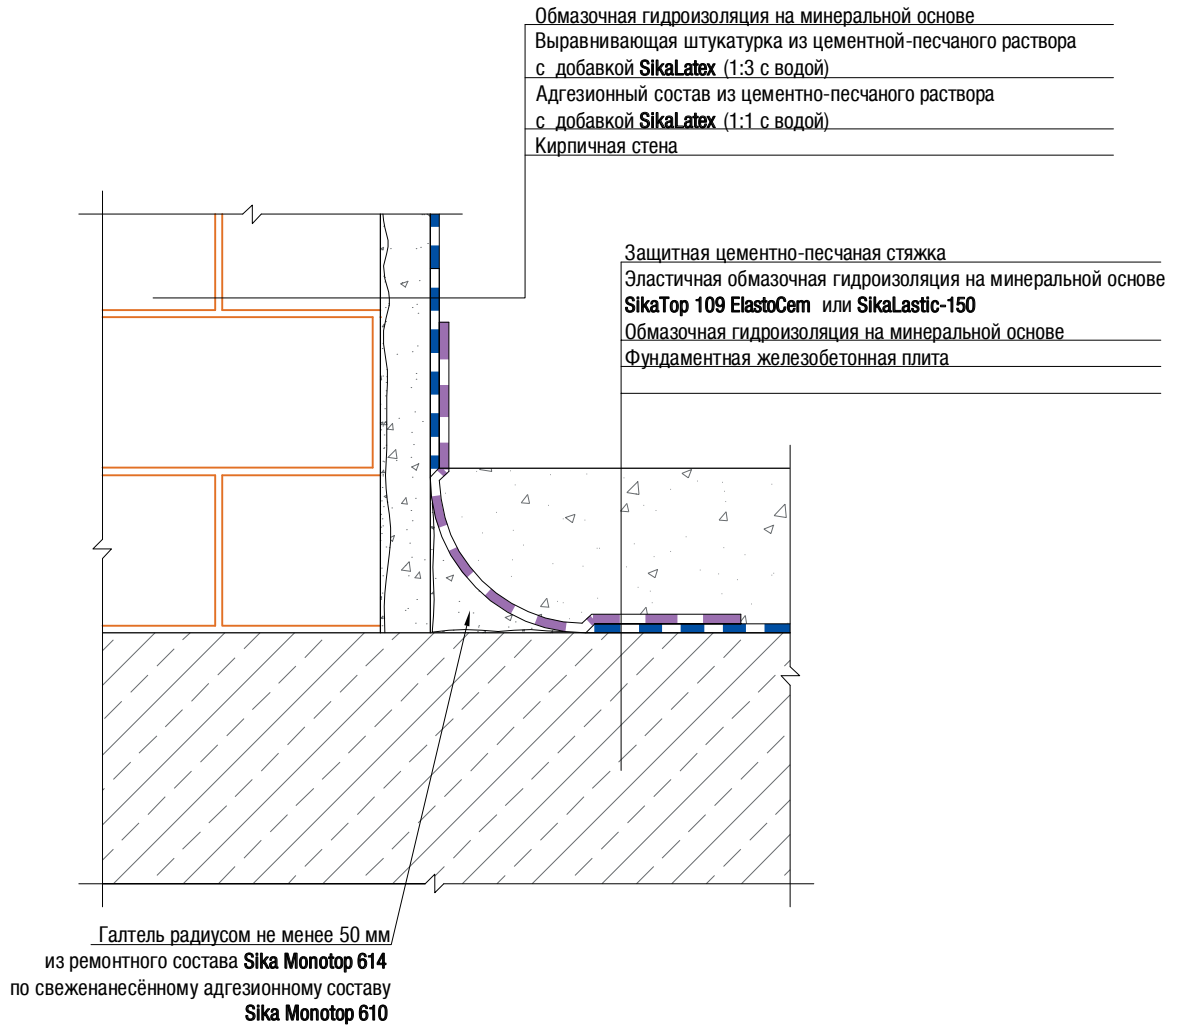 Обмазочная гидроизоляция на минеральной основе
Выравнивающая штукатурка из цементной-песчаного раствора
с добавкой SikaLatex (1:3 с водой)
Адгезионный состав из цементно-песчаного раствора
с добавкой SikaLatex (1:1 с водой)
Кирпичная стена
Защитная цементно-песчаная стяжка
Эластичная обмазочная гидроизоляция на минеральной основе
SikaTop 109 ElastoCem или SikaLastic-150
Обмазочная гидроизоляция на минеральной основе
Фундаментная железобетонная плита
Галтель радиусом не менее 50 мм
из ремонтного состава Sika Monotop 614
по свеженанесённому адгезионному составу
Sika Monotop 610